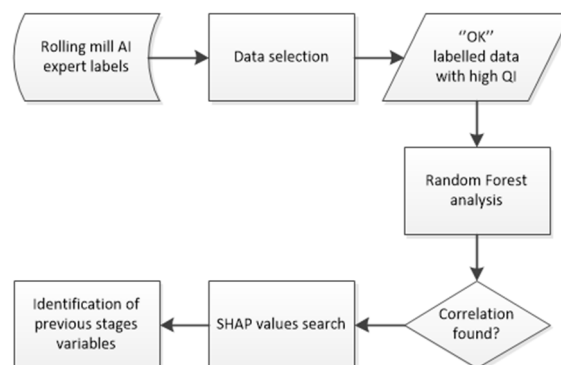 Rolling mill AI
expert labels
Data selection
‘’OK’’
labelled data
with high QI
Random Forest
analysis
Correlation
found?
SHAP values search
Identification of
previous stages
variables